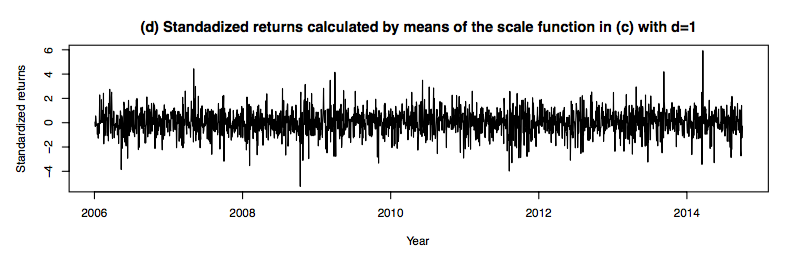 (d) Standadized returns calculated by means of the scale function in (c) with d=1
Standardized returns
6
4
2
0
−2
−4
2006 2008 2010 2012 2014
Year